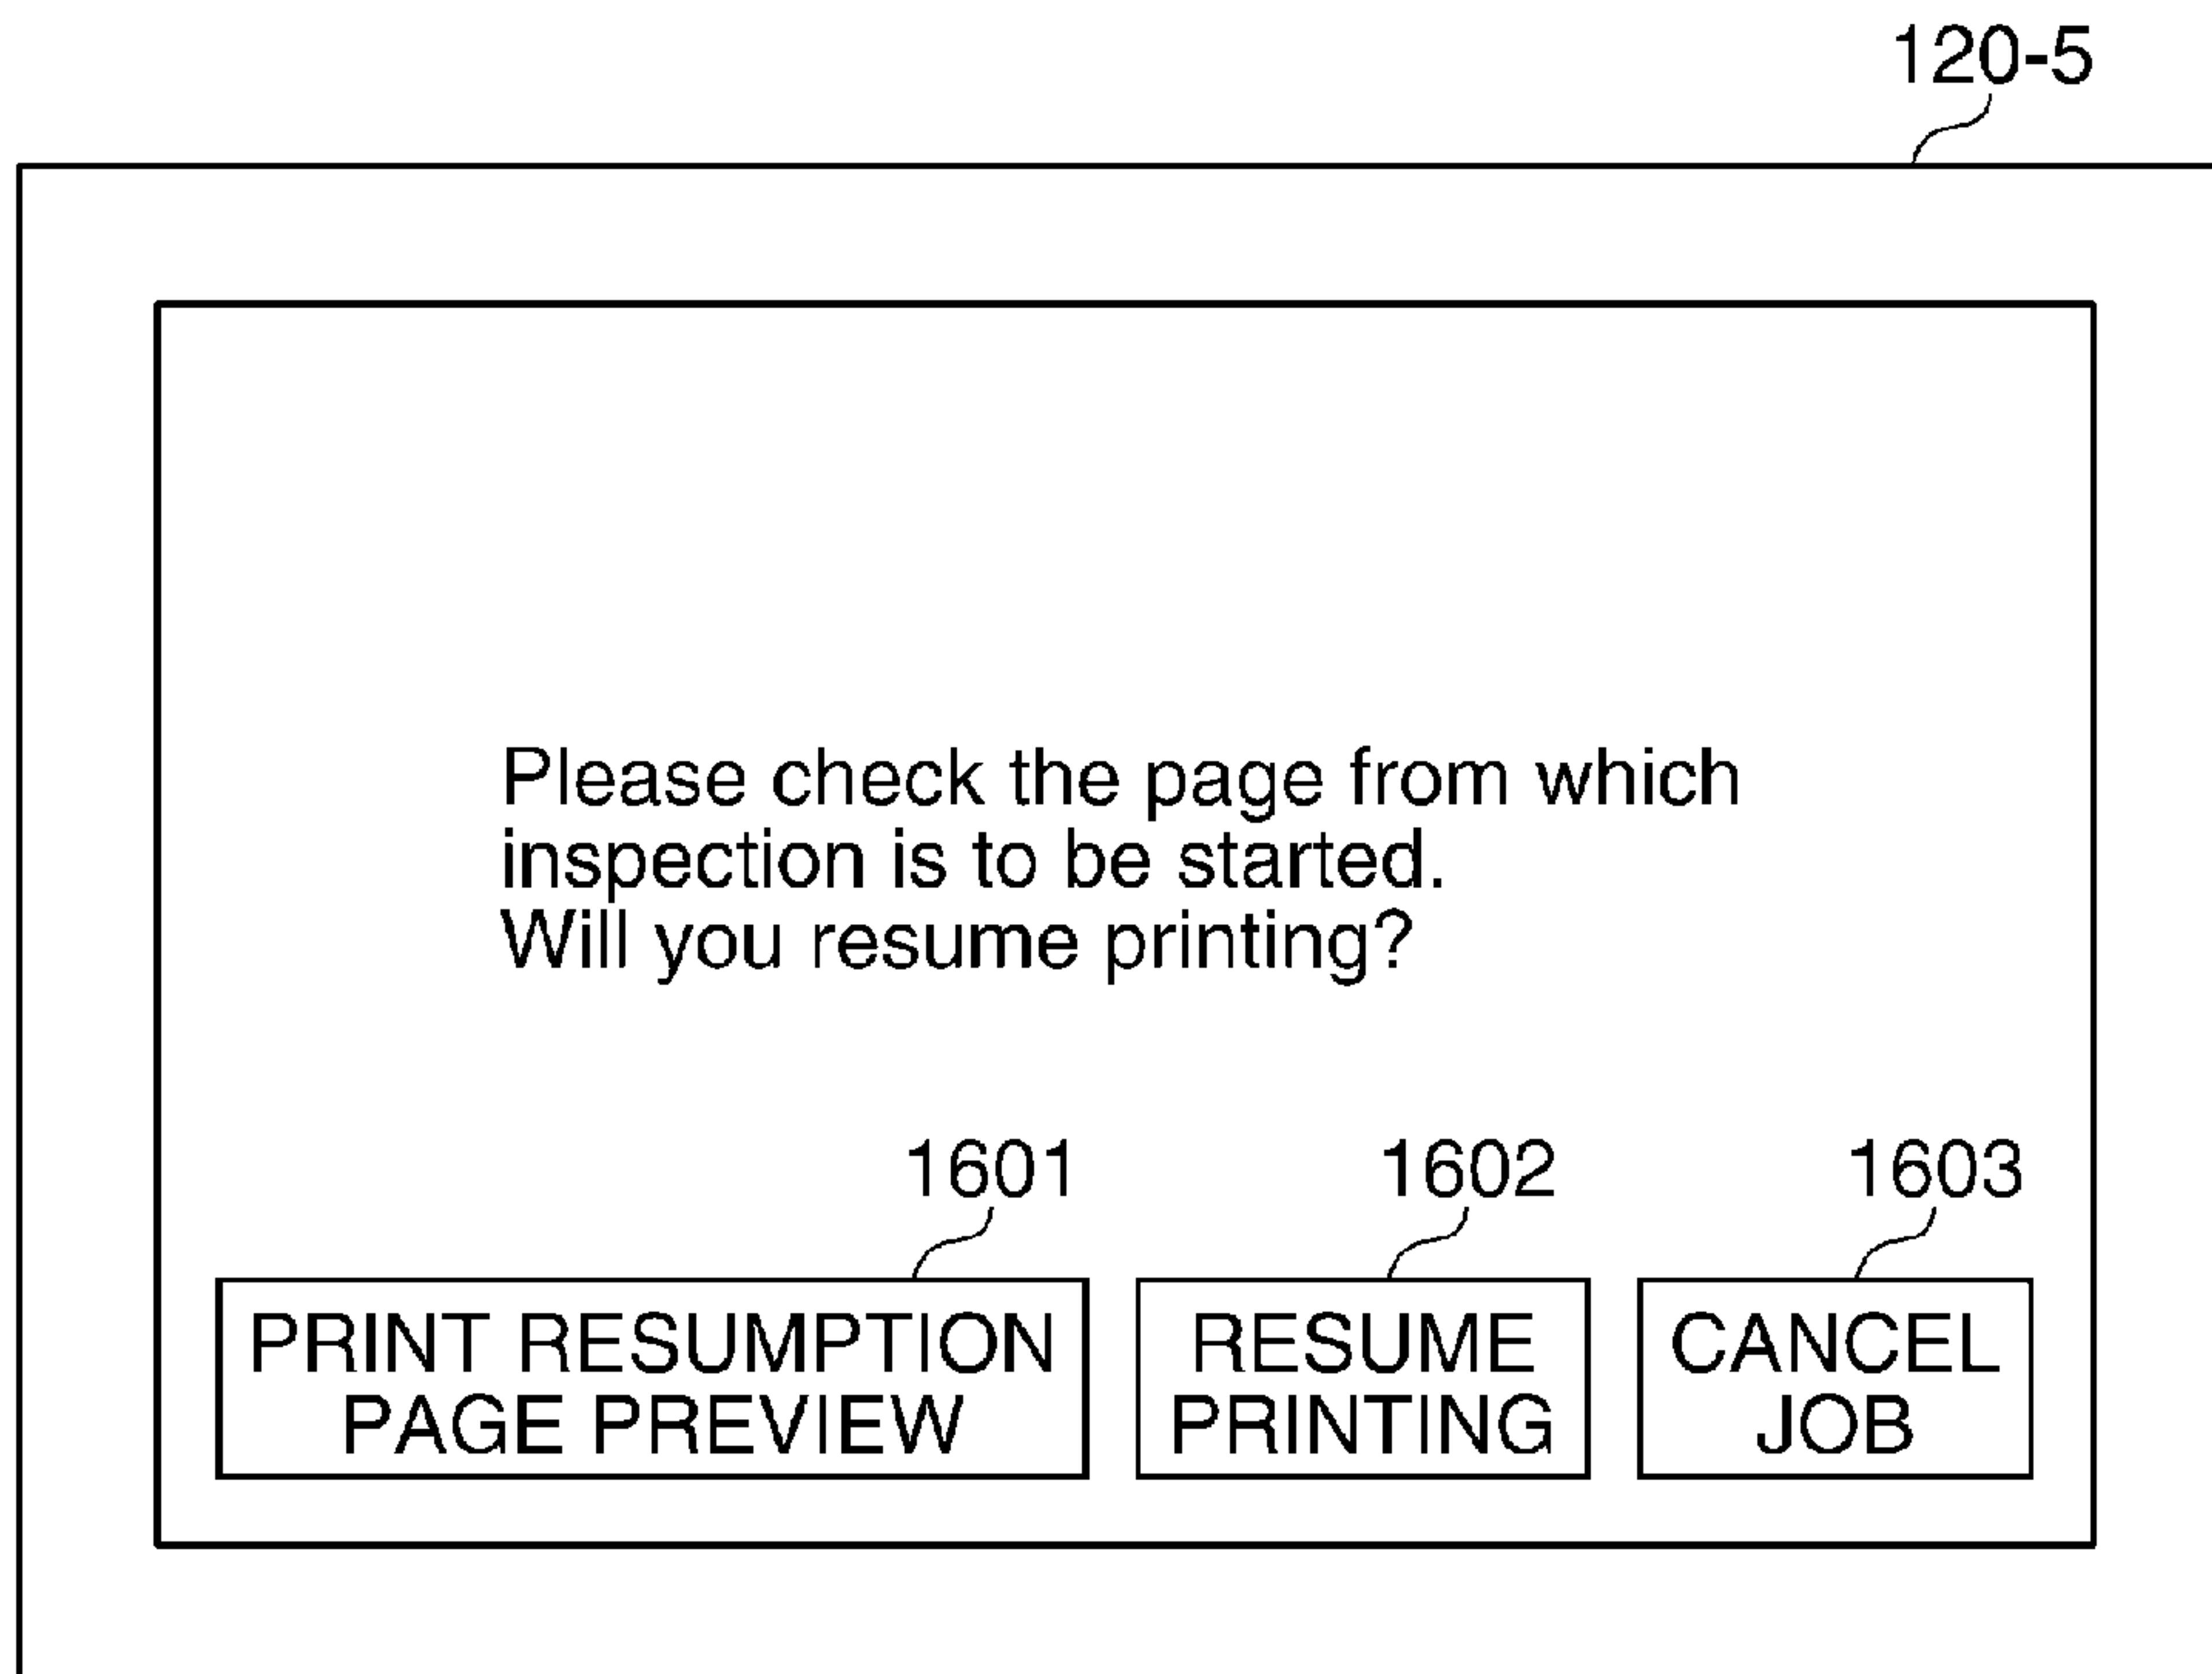 120-5
Please check the page from which
inspection is to be started.
Will you resume printing?
1601
1602
1603
PRINT RESUMPTION
PAGE PREVIEW
RESUME
PRINTING
CANCEL
JOB